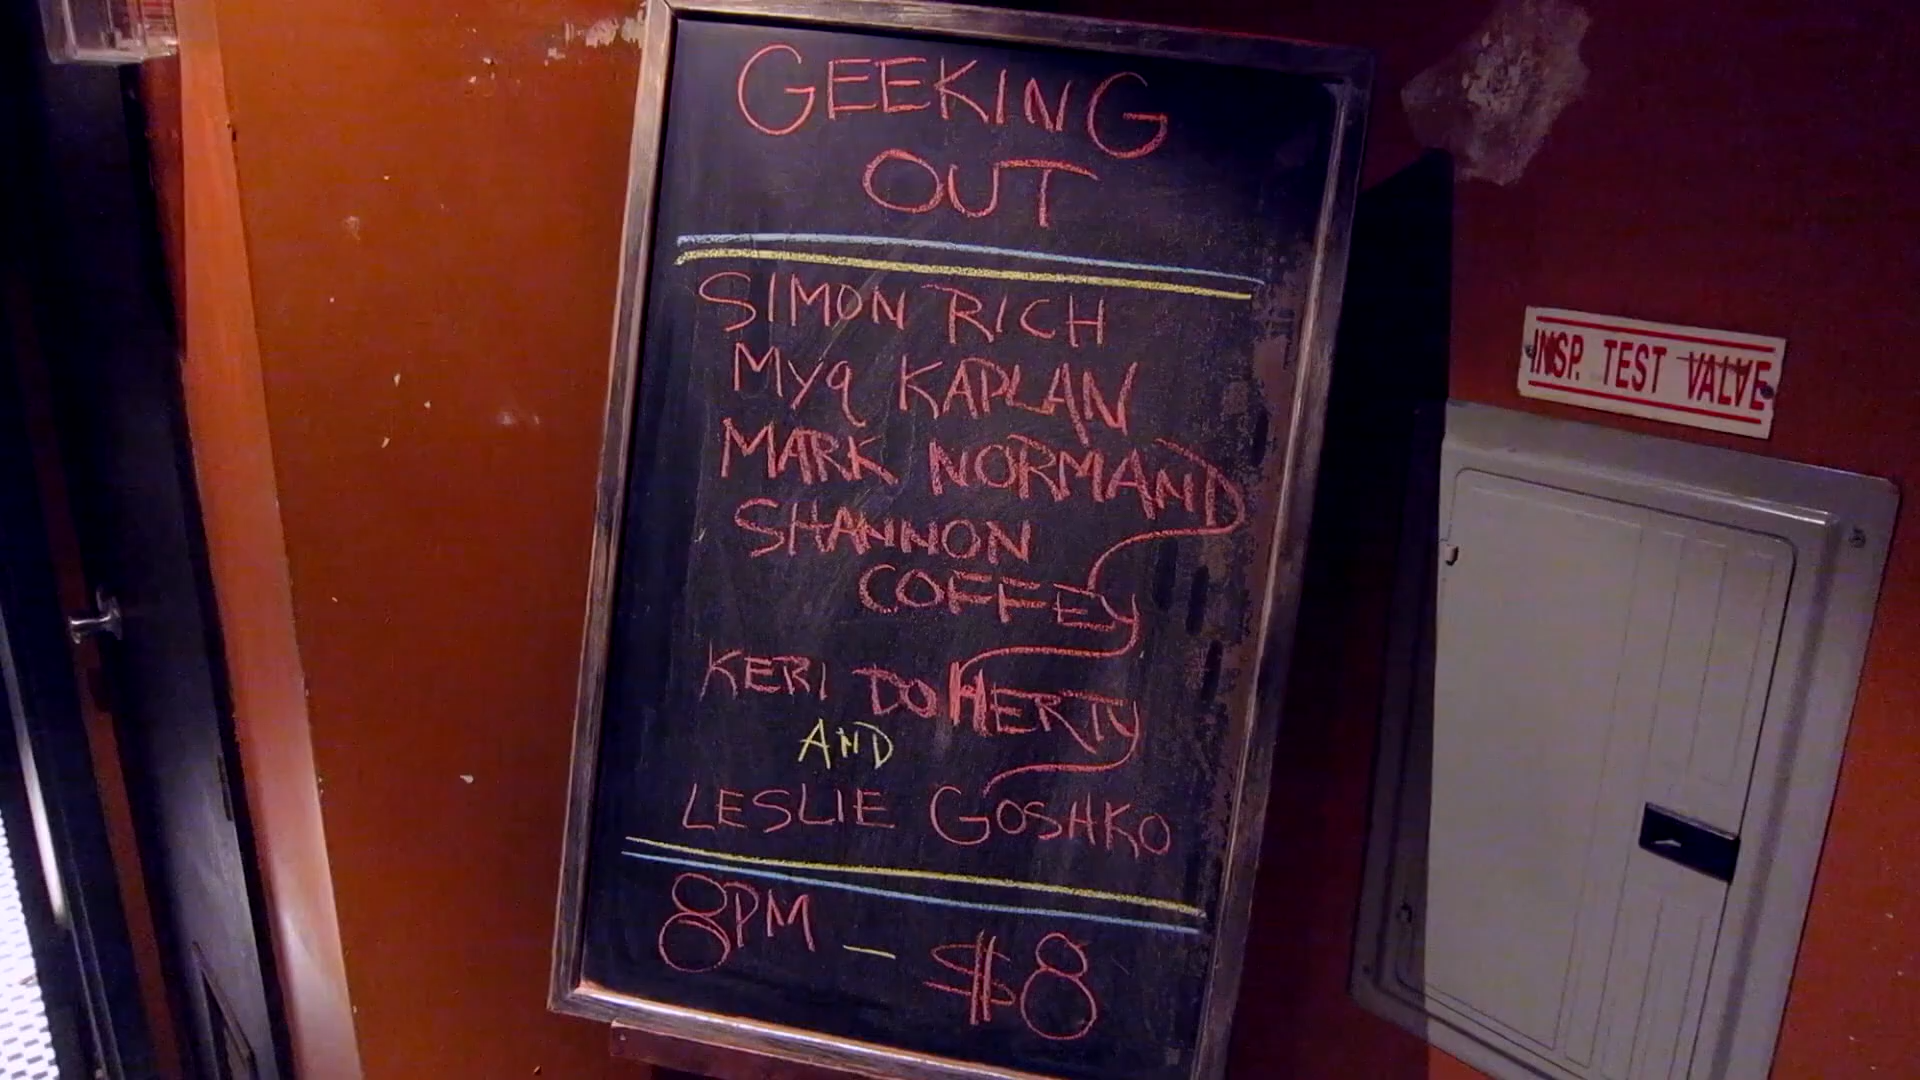 GEEKING
OUT
SIMON RICH
MYq KAPLAN
MARK NORMAND
SHANNON
COFFEY
KERI DOHERTY
AND
LESLIE GOSHKO
8PM - $8
INSP. TEST VALVE